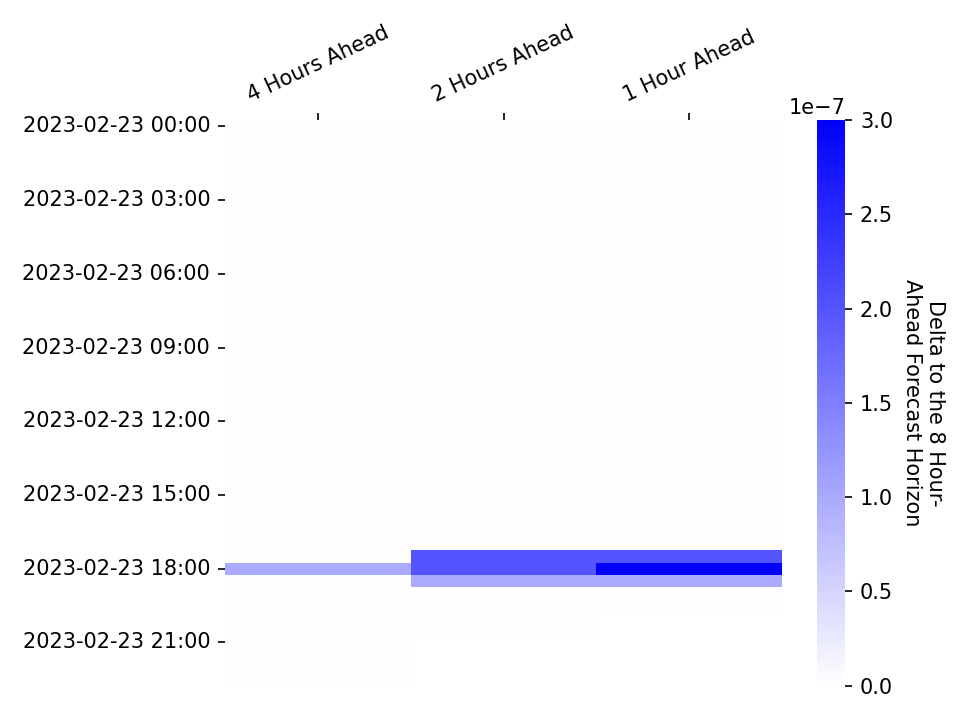 4 Hours Ahead
2 Hours Ahead
1 Hour Ahead
2023-02-23 00:00
2023-02-23 03:00
2023-02-23 06:00
2023-02-23 09:00
2023-02-23 12:00
2023-02-23 15:00
2023-02-23 18:00
2023-02-23 21:00
1e−7
3.0
2.5
2.0
1.5
1.0
0.5
0.0
Delta to the 8 Hour-
Ahead Forecast Horizon